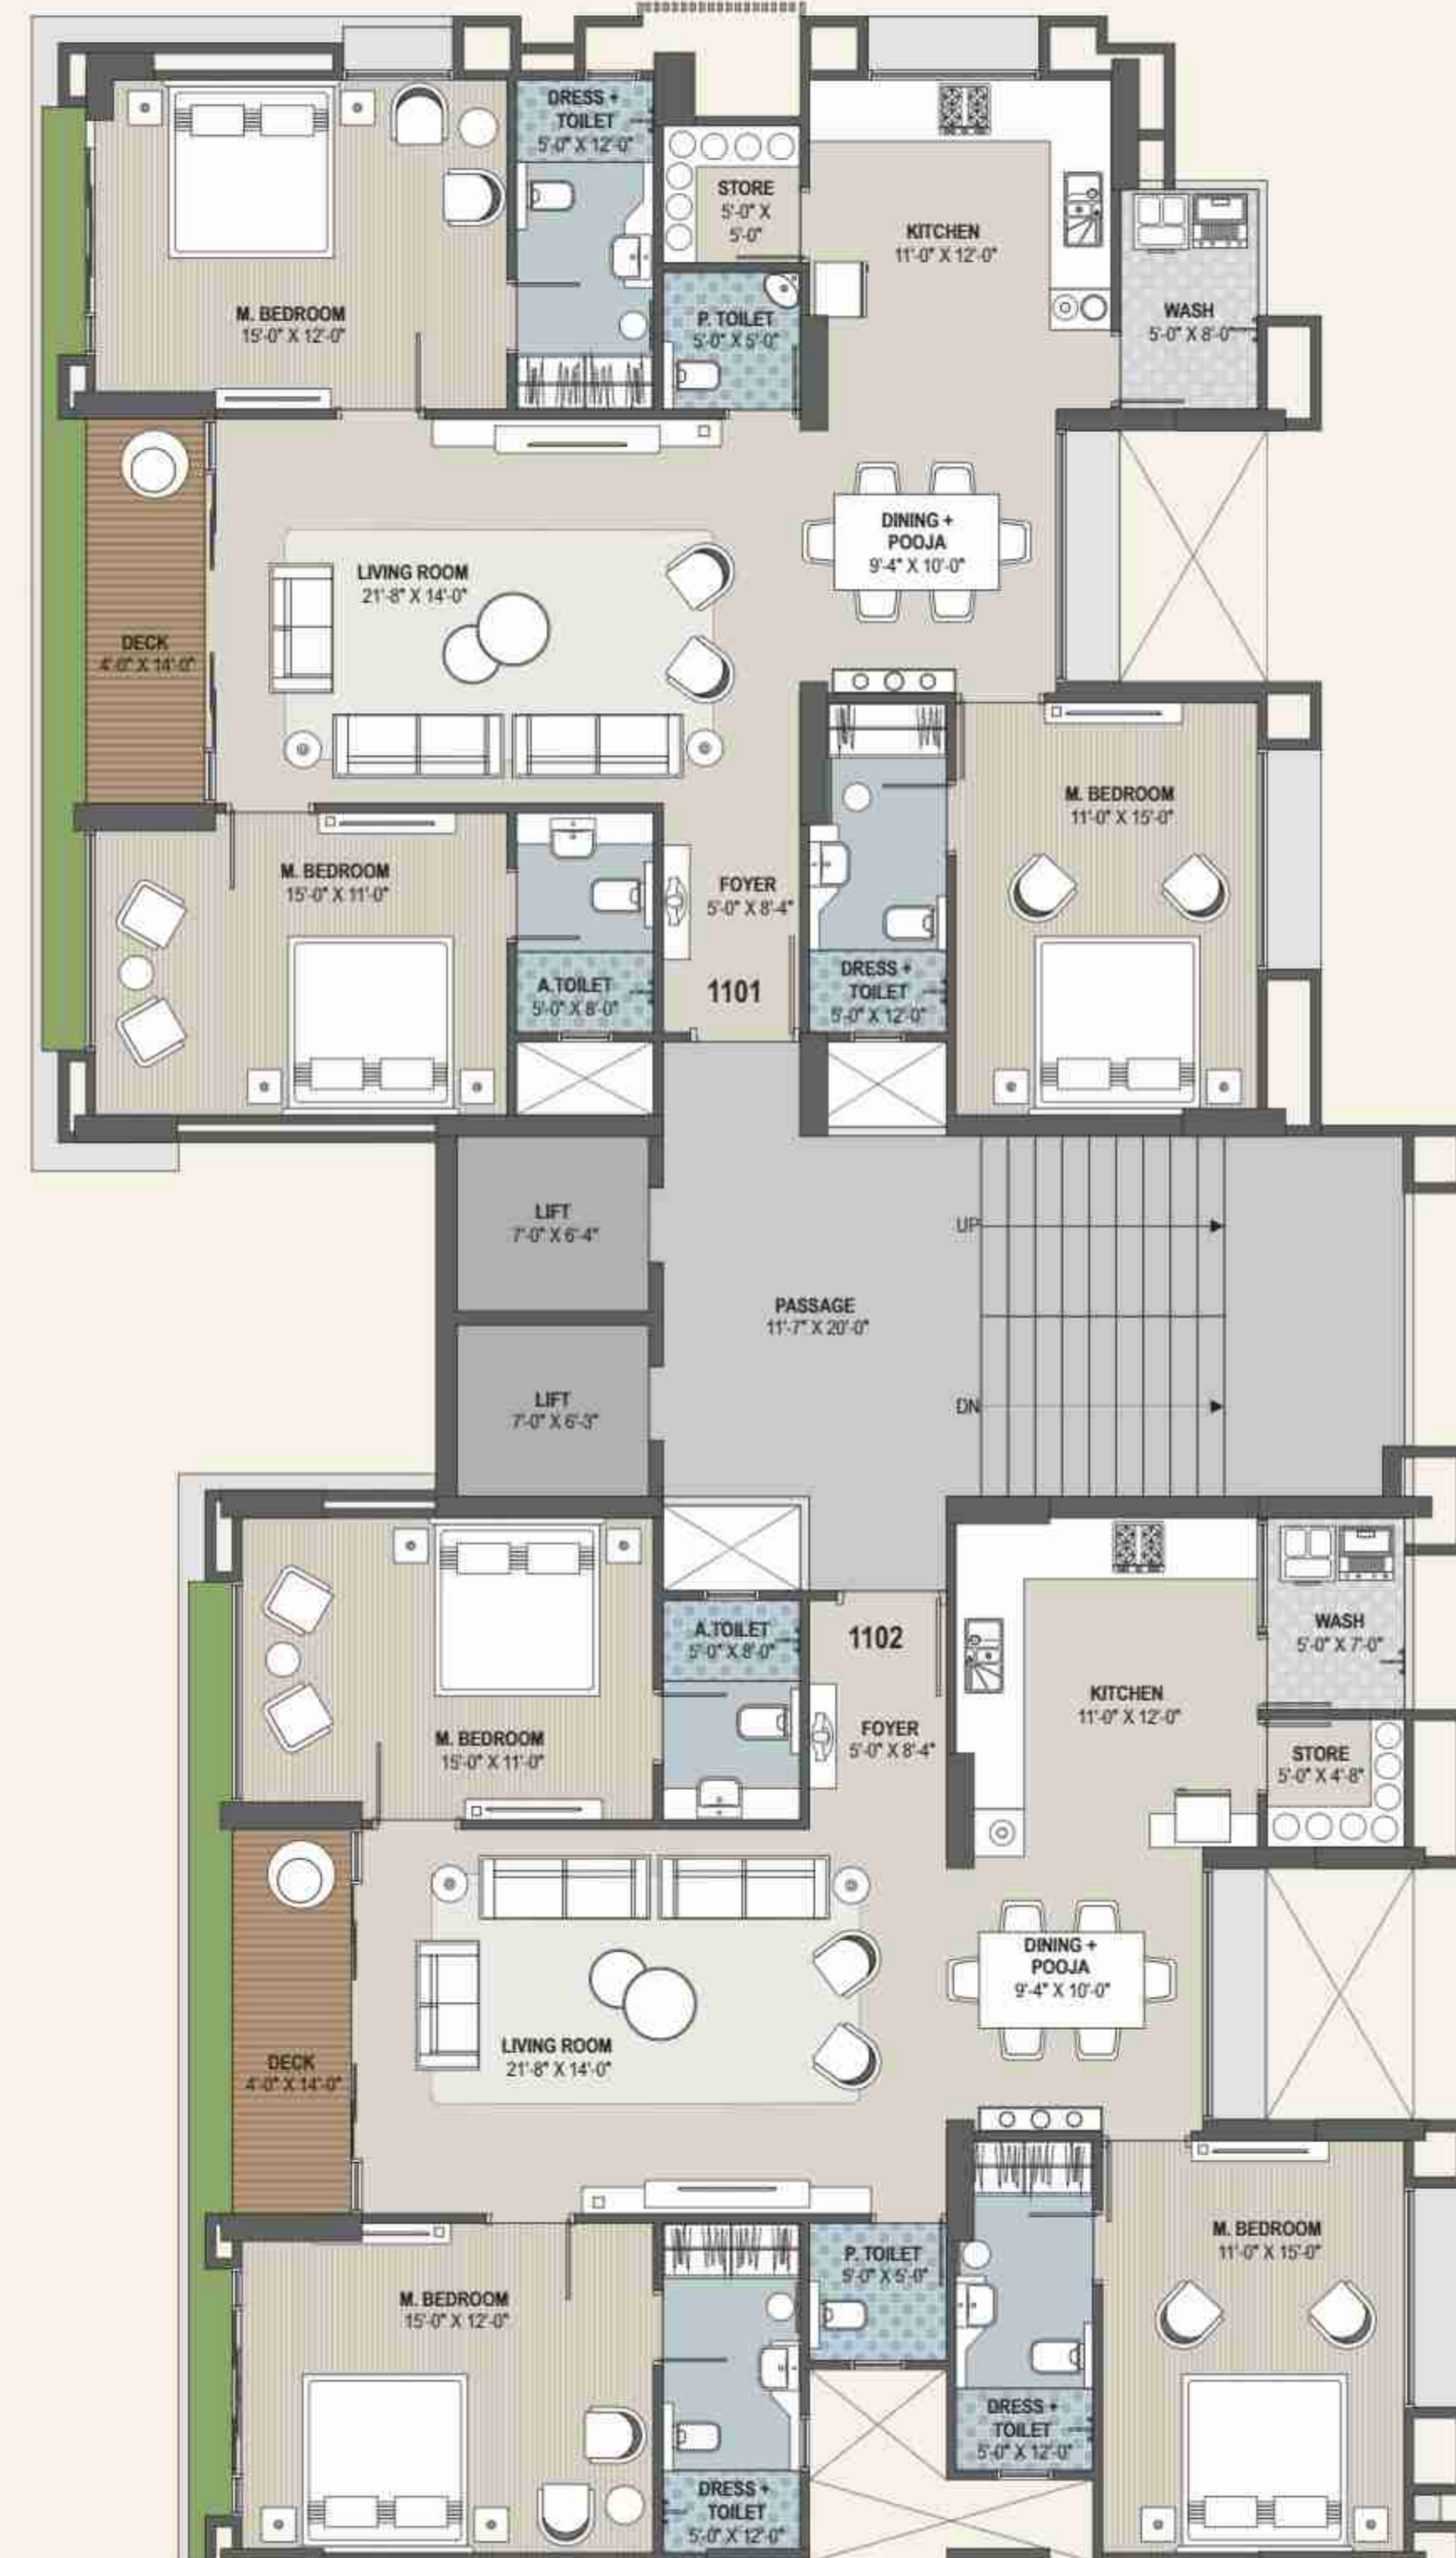 DRESS +
TOILET
5'-0" X 12'-0"
STORE
5'-0" X
5'-0"
KITCHEN
11'-0" X 12'-0"
M. BEDROOM
15'-0" X 12'-0"
P. TOILET
5'-0" X 5'-0"
WASH
5'-0" X 8'-0"
DINING +
POOJA
9'-4" X 10'-0"
LIVING ROOM
21'-8" X 14'-0"
DECK
4'-0" X 14'-0"
M. BEDROOM
11'-0" X 15'-0"
M. BEDROOM
15'-0" X 11'-0"
FOYER
5'-0" X 8'-4"
A.TOILET
5'-0" X 8'-0"
1101
DRESS +
TOILET
5'-0" X 12'-0"
LIFT
7'-0" X 6'-4"
UP
PASSAGE
11'-7" X 20'-0"
LIFT
7'-0" X 6'-3"
DN
A.TOILET
5'-0" X 8'-0"
1102
WASH
5'-0" X 7'-0"
KITCHEN
11'-0" X 12'-0"
M. BEDROOM
15'-0" X 11'-0"
FOYER
5'-0" X 8'-4"
STORE
5'-0" X 4'-8"
DINING +
POOJA
9'-4" X 10'-0"
LIVING ROOM
21'-8" X 14'-0"
DECK
4'-0" X 14'-0"
M. BEDROOM
11'-0" X 15'-0"
P. TOILET
5'-0" X 5'-0"
M. BEDROOM
15'-0" X 12'-0"
DRESS +
TOILET
5'-0" X 12'-0"
DRESS +
TOILET
5'-0" X 12'-0"